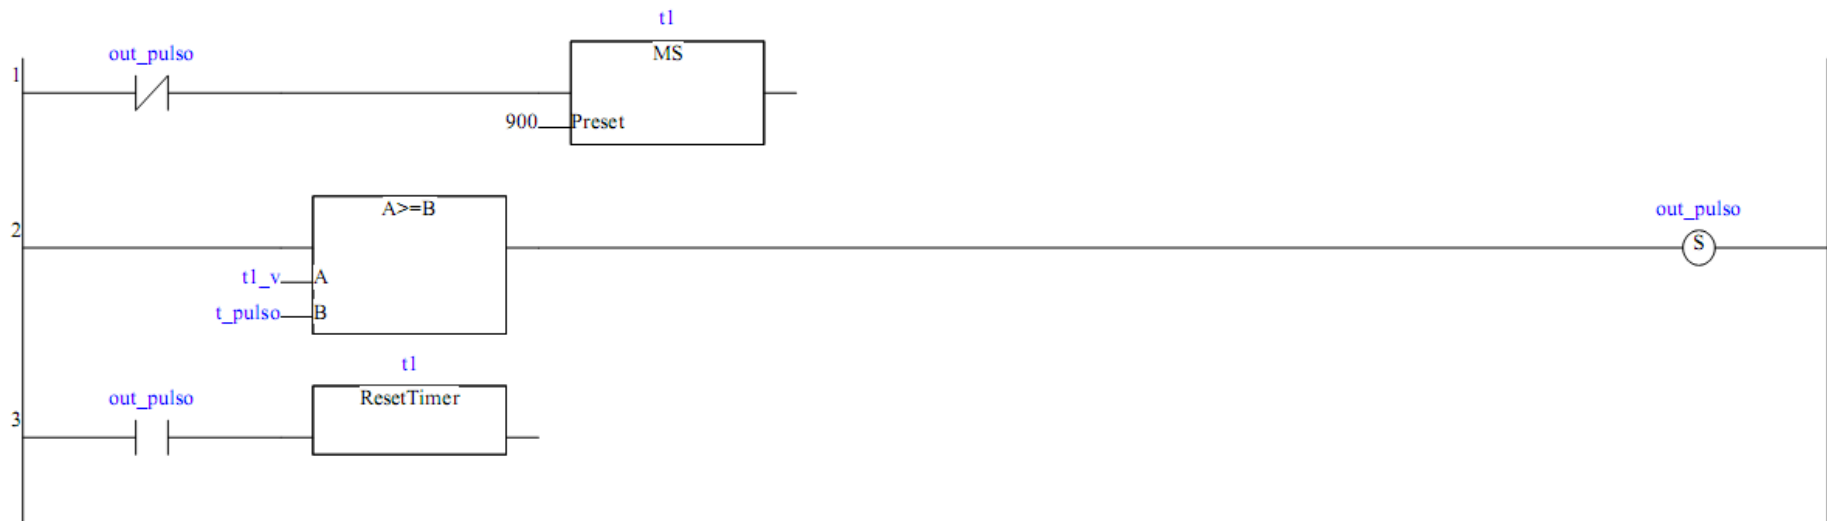 t1
out_pulso
MS
1
900 Preset
A>=B
out_pulso
2
S
t1_v A
t_pulso B
t1
out_pulso
ResetTimer
3